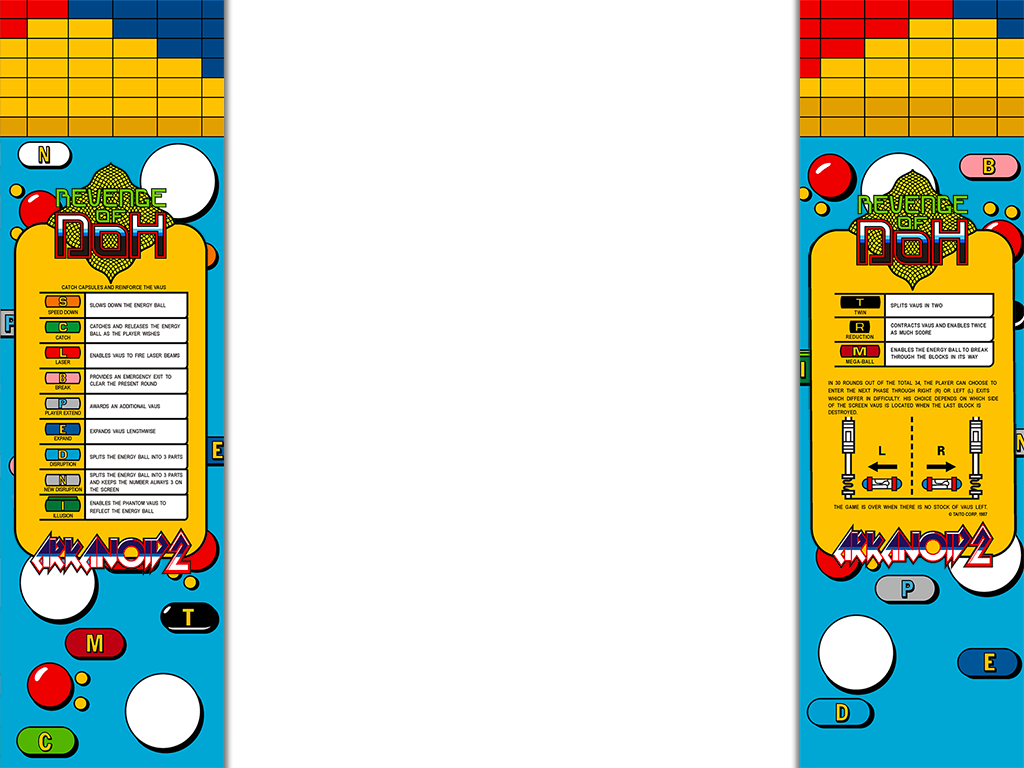 N
REVENGE
OF
DOH
CATCH CAPSULES AND REINFORCE THE VAUS
S
SPEED DOWN
SLOWS DOWN THE ENERGY BALL
C
CATCH
CATCHES AND RELEASES THE ENERGY
BALL AS THE PLAYER WISHES
L
LASER
ENABLES VAUS TO FIRE LASER BEAMS
B
BREAK
PROVIDES AN EMERGENCY EXIT TO
CLEAR THE PRESENT ROUND
P
PLAYER EXTEND
AWARDS AN ADDITIONAL VAUS
E
EXPAND
EXPANDS VAUS LENGTHWISE
D
DISRUPTION
SPLITS THE ENERGY BALL INTO 3 PARTS
N
NEW DISRUPTION
SPLITS THE ENERGY BALL INTO 3 PARTS
AND KEEPS THE NUMBER ALWAYS 3 ON
THE SCREEN
I
ILLUSION
ENABLES THE PHANTOM VAUS TO
REFLECT THE ENERGY BALL
P
E
ARKANOID 2
T
M
C
B
REVENGE
OF
DOH
T
TWIN
SPLITS VAUS IN TWO
R
REDUCTION
CONTRACTS VAUS AND ENABLES TWICE
AS MUCH SCORE
M
MEGA-BALL
ENABLES THE ENERGY BALL TO BREAK
THROUGH THE BLOCKS IN ITS WAY
I
IN 30 ROUNDS OUT OF THE TOTAL 34, THE PLAYER CAN CHOOSE TO
ENTER THE NEXT PHASE THROUGH RIGHT (R) OR LEFT (L) EXITS
WHICH DIFFER IN DIFFICULTY. HIS CHOICE DEPENDS ON WHICH SIDE
OF THE SCREEN VAUS IS LOCATED WHEN THE LAST BLOCK IS
DESTROYED.
L R
N
THE GAME IS OVER WHEN THERE IS NO STOCK OF VAUS LEFT.
© TAITO CORP. 1987
ARKANOID 2
P
E
D